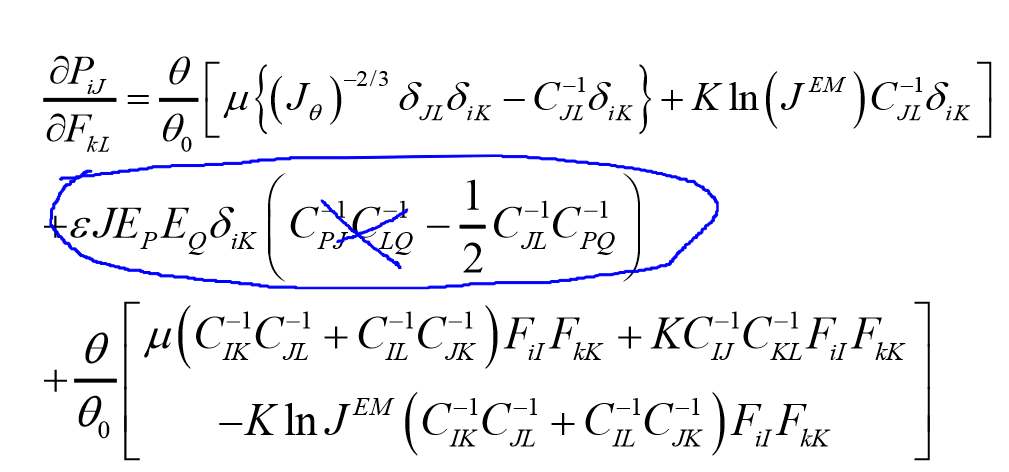 ∂P_{iJ}/∂F_{kL} = θ/θ_0 [ μ{ (J_θ)^{-2/3} δ_{JL} δ_{iK} − C^{-1}_{JL} δ_{iK} } + K ln(J^{EM}) C^{-1}_{JL} δ_{iK} ]
+ εJE_P E_Q δ_{iK} ( C^{-1}_{PJ} C^{-1}_{LQ} − 1/2 C^{-1}_{JL} C^{-1}_{PQ} )
+ θ/θ_0 [ μ( C^{-1}_{IK} C^{-1}_{JL} + C^{-1}_{IL} C^{-1}_{JK} ) F_{iI} F_{kK} + K C^{-1}_{IJ} C^{-1}_{KL} F_{iI} F_{kK}
−K ln J^{EM} ( C^{-1}_{IK} C^{-1}_{JL} + C^{-1}_{IL} C^{-1}_{JK} ) F_{iI} F_{kK} ]